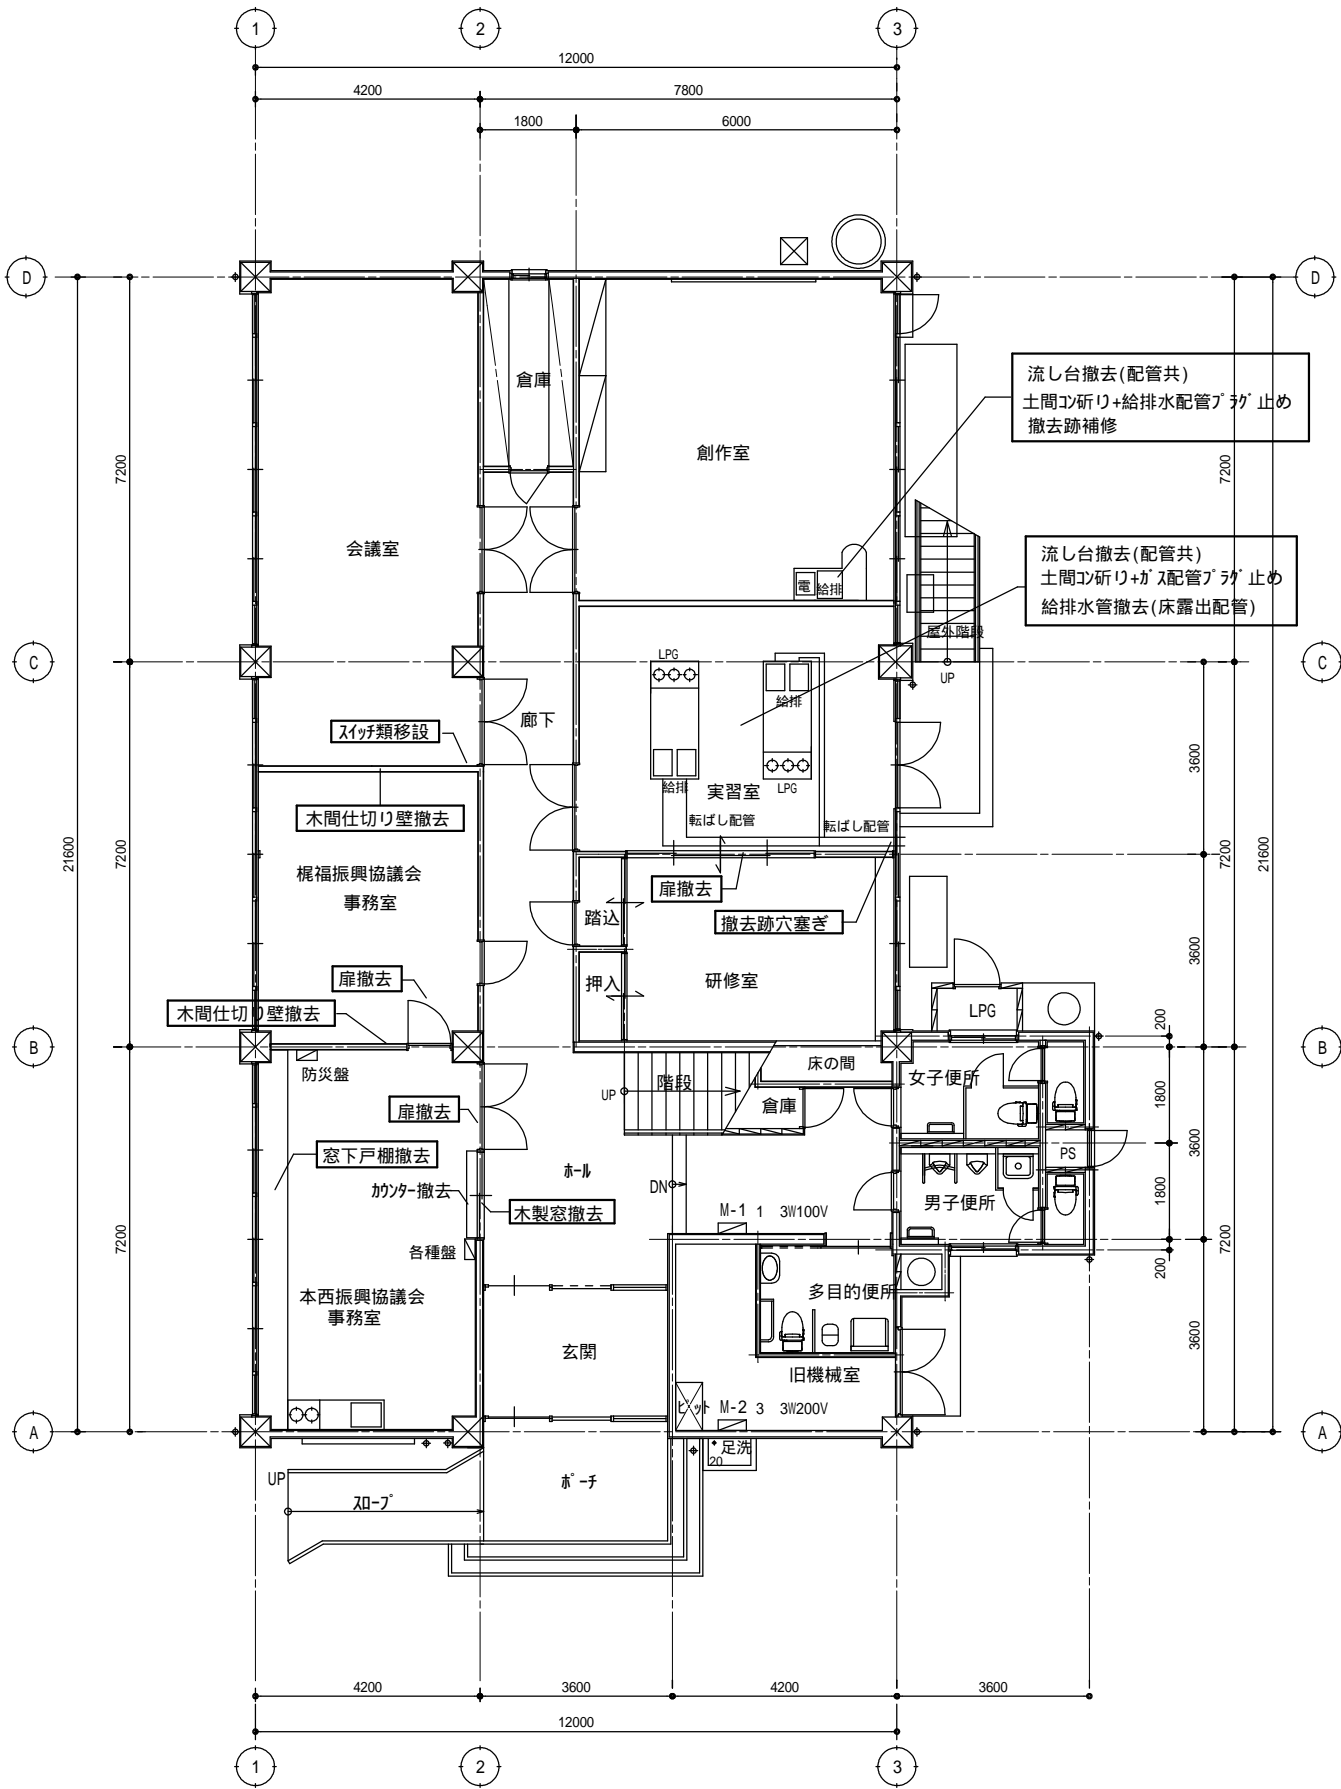 1
2
3
12000
4200
7800
1800
6000
D
D
倉庫
創作室
流し台撤去(配管共)
土間コン斫り+給排水配管プラグ止め
撤去跡補修
7200
7200
会議室
流し台撤去(配管共)
土間コン斫り+ガス配管プラグ止め
給排水管撤去(床露出配管)
電
給排
屋外階段
C
C
LPG
UP
給排
スイッチ類移設
廊下
3600
給排
LPG
実習室
木間仕切り壁撤去
転ばし配管
転ばし配管
21600
7200
7200
21600
梶福振興協議会
事務室
扉撤去
踏込
撤去跡穴塞ぎ
3600
扉撤去
押入
研修室
木間仕切り壁撤去
LPG
200
B
B
防災盤
床の間
女子便所
階段
UP
倉庫
扉撤去
1800
窓下戸棚撤去
3600
PS
ホール
カウンター撤去
DN
木製窓撤去
M-1 1 3W100V
男子便所
1800
7200
7200
各種盤
200
本西振興協議会
事務室
多目的便所
玄関
旧機械室
3600
ピット
M-2 3 3W200V
A
A
足洗
20
UP
スロープ
ポーチ
4200
3600
4200
3600
12000
1
2
3